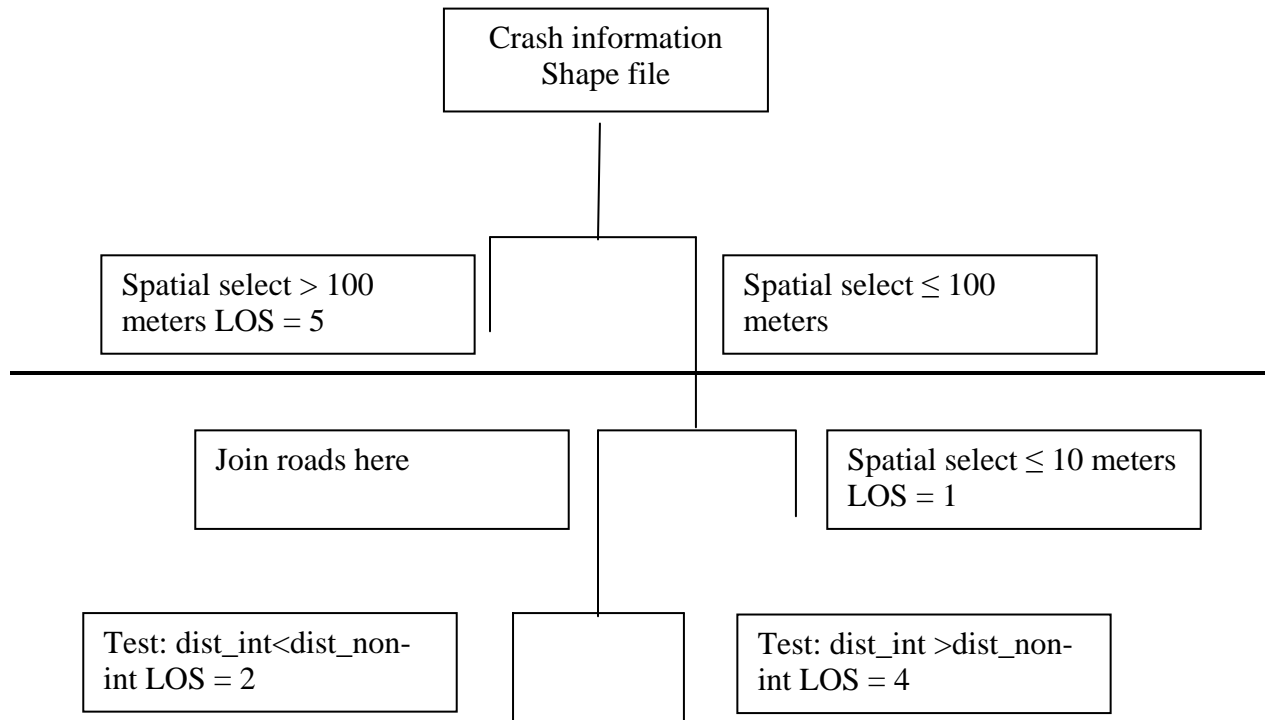 Crash information
Shape file
Spatial select > 100
meters LOS = 5
Spatial select ≤ 100
meters
Join roads here
Spatial select ≤ 10 meters
LOS = 1
Test: dist_int<dist_non-
int LOS = 2
Test: dist_int >dist_non-
int LOS = 4